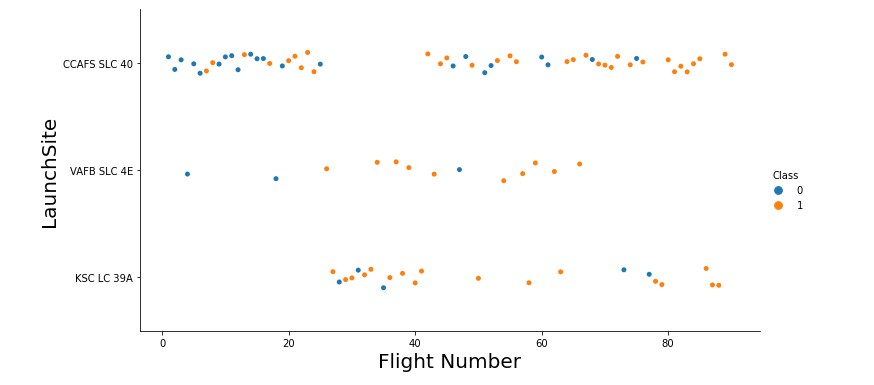 LaunchSite
CCAFS SLC 40
VAFB SLC 4E
KSC LC 39A
0 20 40 60 80
Flight Number
Class
0
1